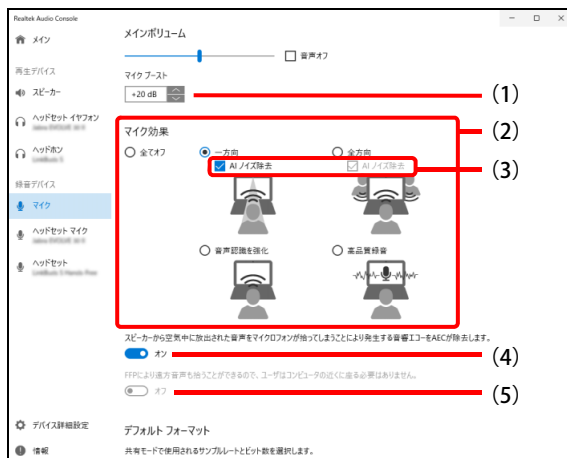 Realtek Audio Console
メイン
再生デバイス
スピーカー
ヘッドセット イヤフォン
ヘッドホン
録音デバイス
マイク
ヘッドセット マイク
ヘッドセット
デバイス詳細設定
情報
メインボリューム
音声オフ
マイク ブースト
+20 dB
(1)
マイク効果
(2)
全てオフ
一方向
全方向
AI ノイズ除去
AI ノイズ除去
(3)
音声認識を強化
高品質録音
スピーカーから空気中に放出された音声をマイクロフォンが拾ってしまうことにより発生する音響エコーをAECが除去します。
オン
(4)
FFPにより遠方音声も拾うことができるので、ユーザはコンピュータの近くに座る必要はありません。
オフ
(5)
デフォルト フォーマット
共有モードで使用されるサンプルレートとビット数を選択します。